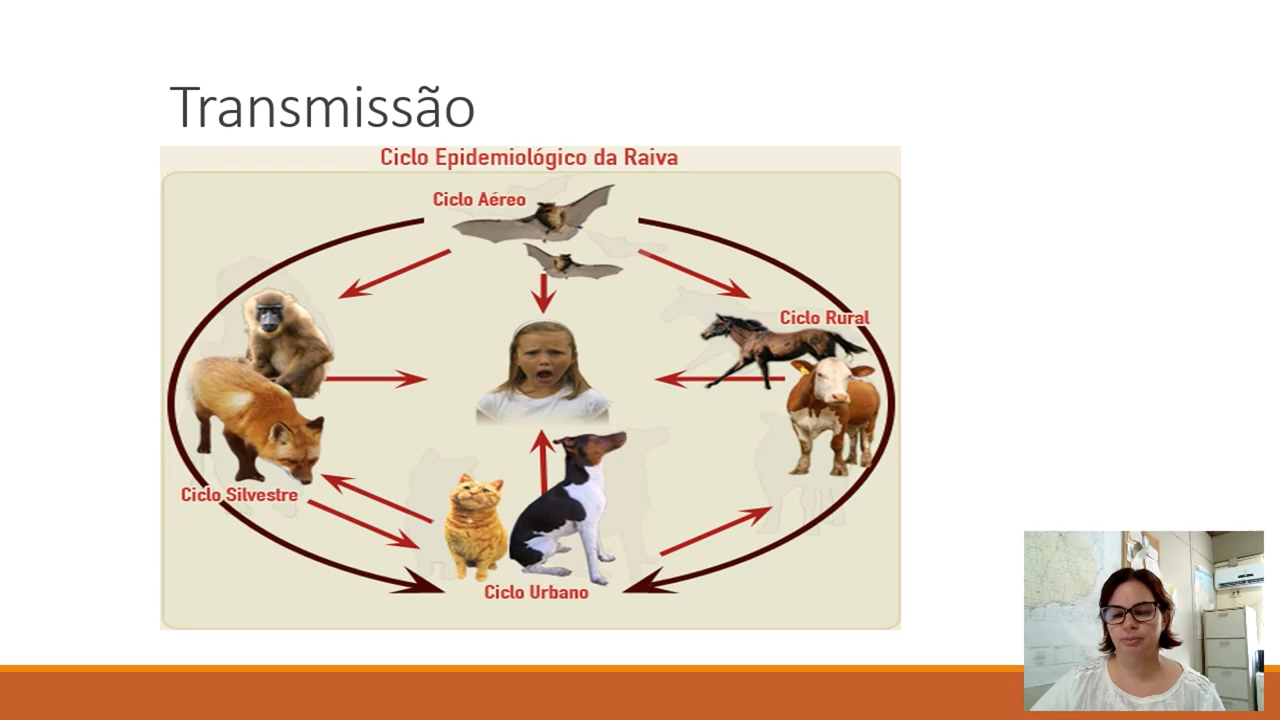 Transmissão
Ciclo Epidemiológico da Raiva
Ciclo Aéreo
Ciclo Rural
Ciclo Silvestre
Ciclo Urbano